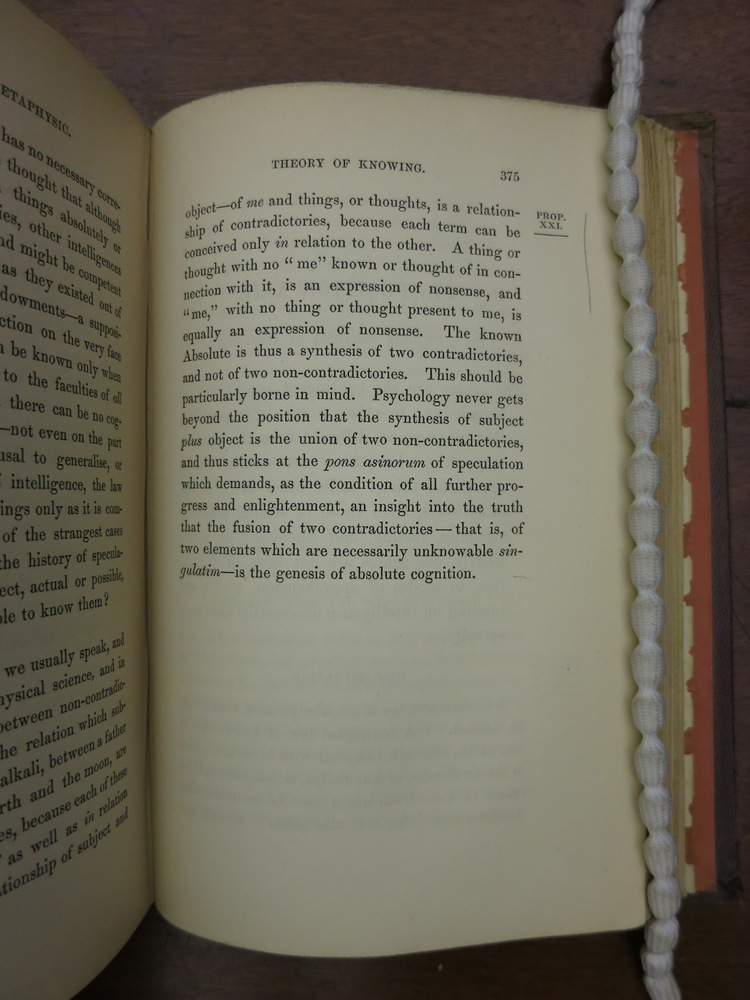 ETAPHYSIC.
has no necessary corre-
thought that although
things absolutely or
ies, other intelligences
nd might be competent
as they existed out of
dowments—a supposi-
ction on the very face
n be known only when
to the faculties of all
there can be no cog-
—not even on the part
usal to generalise, or
intelligence, the law
ings only as it is com-
of the strangest cases
the history of specula-
ect, actual or possible,
ole to know them?
we usually speak, and
hysical science, and in
between non-contradic-
he relation which sub-
alkali, between a father
rth and the moon, are
es, because each of these
as well as in relation
tionship of subject and
THEORY OF KNOWING.
375
PROP.
XXI.
object—of me and things, or thoughts, is a relation-
ship of contradictories, because each term can be
conceived only in relation to the other. A thing or
thought with no “ me” known or thought of in con-
nection with it, is an expression of nonsense, and
“me,” with no thing or thought present to me, is
equally an expression of nonsense. The known
Absolute is thus a synthesis of two contradictories,
and not of two non-contradictories. This should be
particularly borne in mind. Psychology never gets
beyond the position that the synthesis of subject
plus object is the union of two non-contradictories,
and thus sticks at the pons asinorum of speculation
which demands, as the condition of all further pro-
gress and enlightenment, an insight into the truth
that the fusion of two contradictories—that is, of
two elements which are necessarily unknowable sin-
gulatim—is the genesis of absolute cognition.